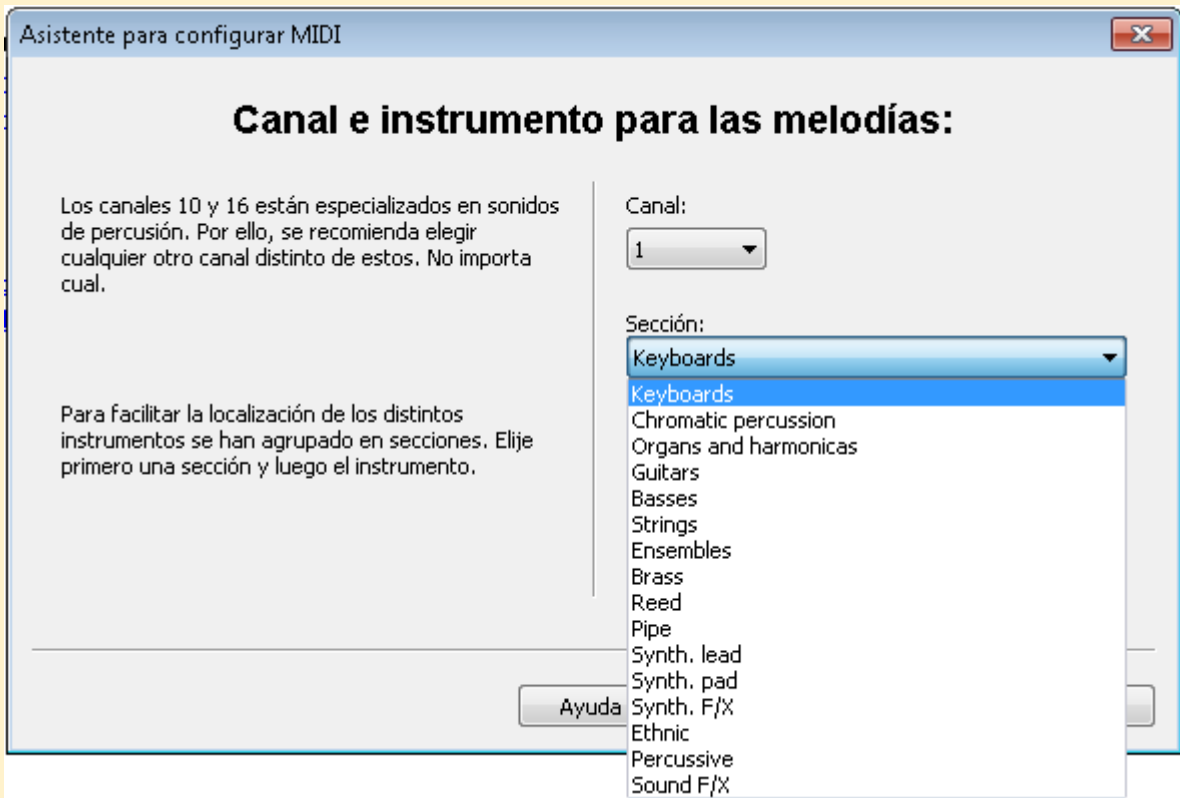 Asistente para configurar MIDI
Canal e instrumento para las melodías:
Los canales 10 y 16 están especializados en sonidos
de percusión. Por ello, se recomienda elegir
cualquier otro canal distinto de estos. No importa
cual.
Para facilitar la localización de los distintos
instrumentos se han agrupado en secciones. Elije
primero una sección y luego el instrumento.
Canal:
1
Sección:
Keyboards
Keyboards
Chromatic percussion
Organs and harmonicas
Guitars
Basses
Strings
Ensembles
Brass
Reed
Pipe
Synth. lead
Synth. pad
Synth. F/X
Ethnic
Percussive
Sound F/X
Ayuda